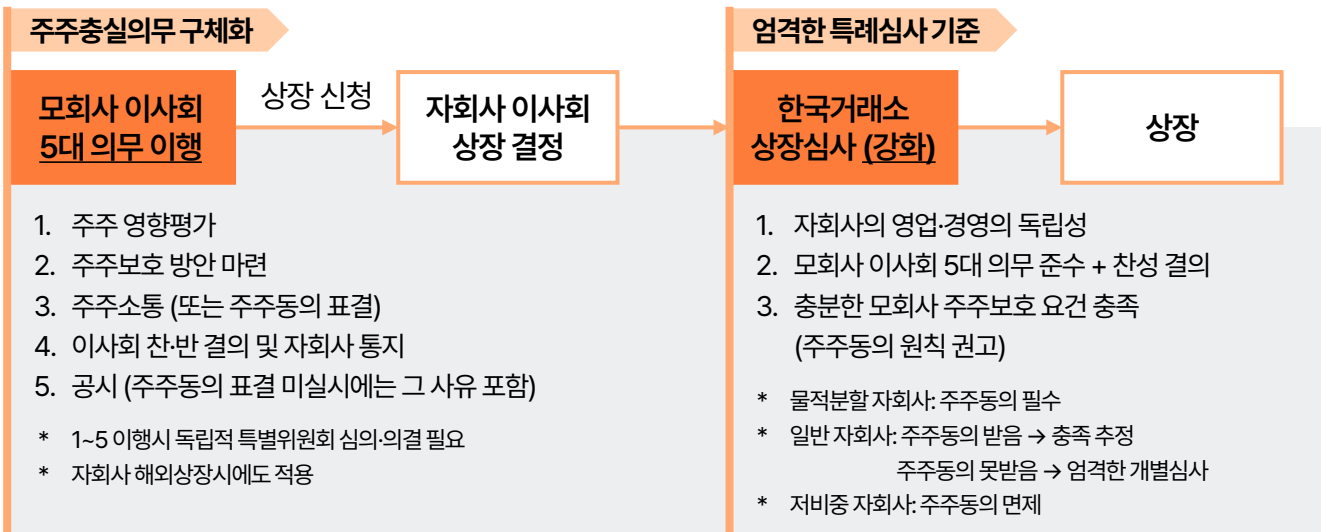 주주충실의무 구체화
모회사 이사회
5대 의무 이행
상장 신청
자회사 이사회
상장 결정
1. 주주 영향평가
2. 주주보호 방안 마련
3. 주주소통 (또는 주주동의 표결)
4. 이사회 찬·반 결의 및 자회사 통지
5. 공시 (주주동의 표결 미실시에는 그 사유 포함)
* 1~5 이행시 독립적 특별위원회 심의·의결 필요
* 자회사 해외상장시에도 적용
엄격한 특례심사 기준
한국거래소
상장심사 (강화)
상장
1. 자회사의 영업·경영의 독립성
2. 모회사 이사회 5대 의무 준수 + 찬성 결의
3. 충분한 모회사 주주보호 요건 충족
(주주동의 원칙 권고)
* 물적분할 자회사: 주주동의 필수
* 일반 자회사: 주주동의 받음 → 충족 추정
주주동의 못받음 → 엄격한 개별심사
* 저비중 자회사: 주주동의 면제